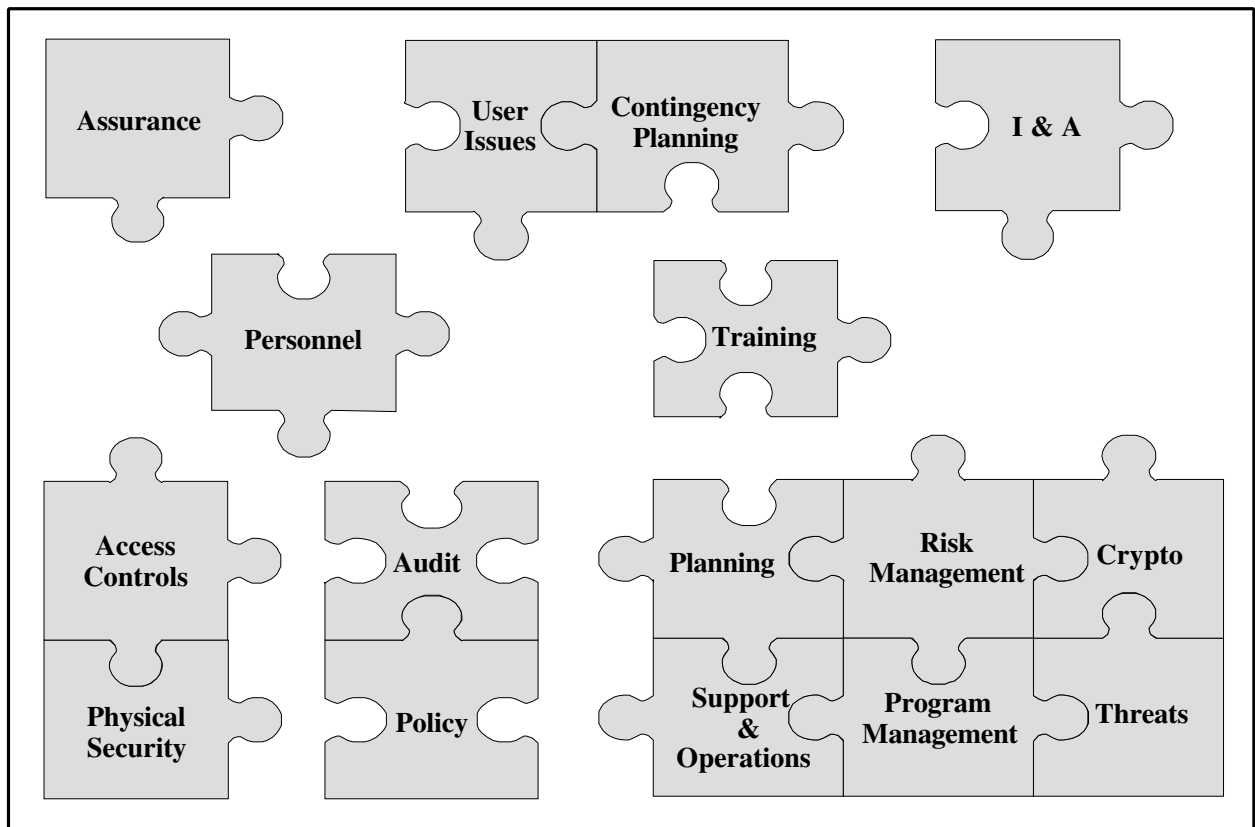 Assurance
User
Issues
Contingency
Planning
I & A
Personnel
Training
Access
Controls
Audit
Planning
Risk
Management
Crypto
Physical
Security
Policy
Support
&
Operations
Program
Management
Threats